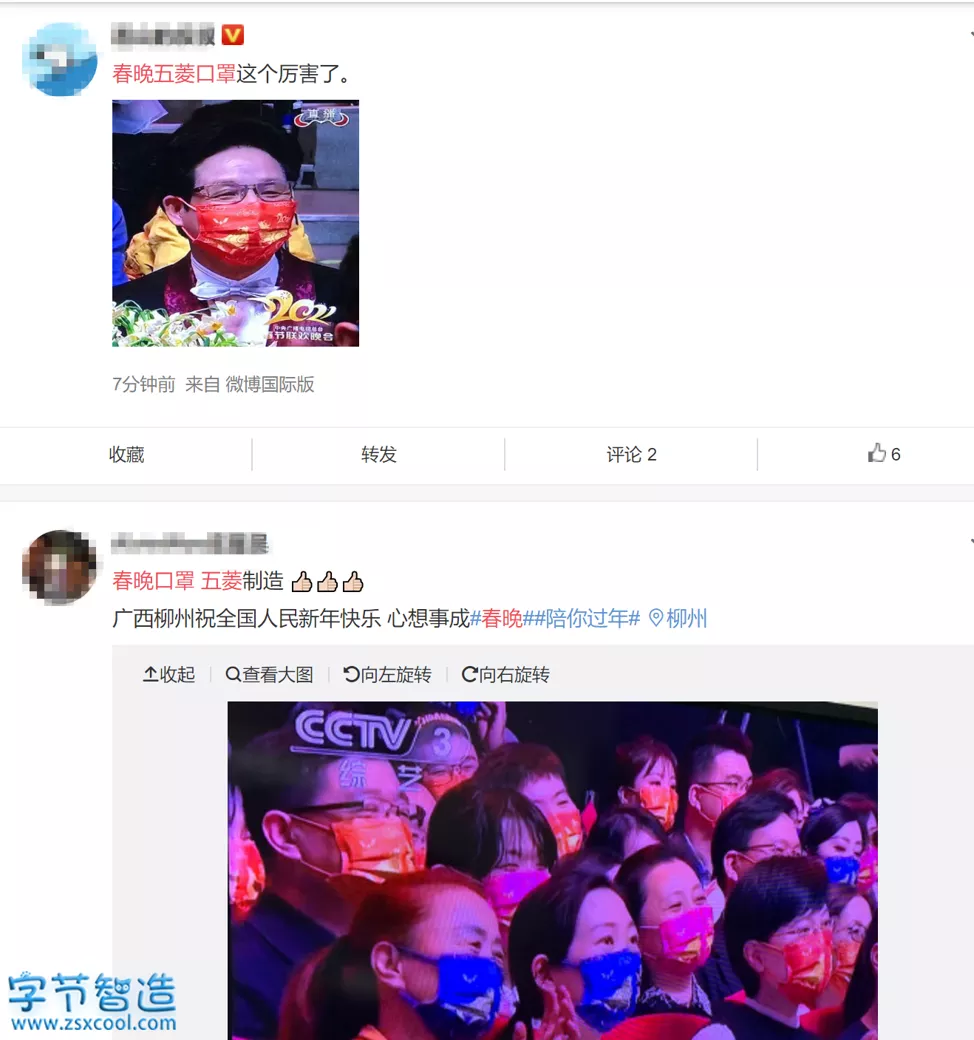 春晚五菱口罩这个厉害了。
直播
2021
中央广播电视总台
春节联欢晚会
7分钟前 来自 微博国际版
收藏
转发
评论 2
6
春晚口罩 五菱制造
广西柳州祝全国人民新年快乐 心想事成#春晚##陪你过年# 柳州
收起
查看大图
向左旋转
向右旋转
CCTV 3
综艺
字节智造
www.zsxcool.com